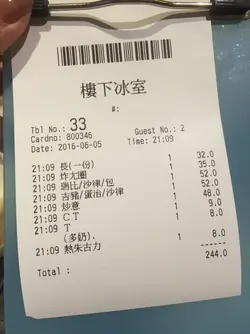 樓下冰室
#:
Tbl No.: 33
Cardno: 800346 Guest No.: 2
Date: 2016-06-05 Time: 21:09
21:09 長(一份) 1 32.0
21:09 炸尤圈 1 35.0
21:09 瑞比/沙律/包 1 52.0
21:09 吉豬/蛋治/沙律 1 52.0
21:09 炒意 1 48.0
21:09 C T 1 9.0
21:09 T 1 8.0
(多奶)、
21:09 熱朱古力 1 8.0
244.0
Total :